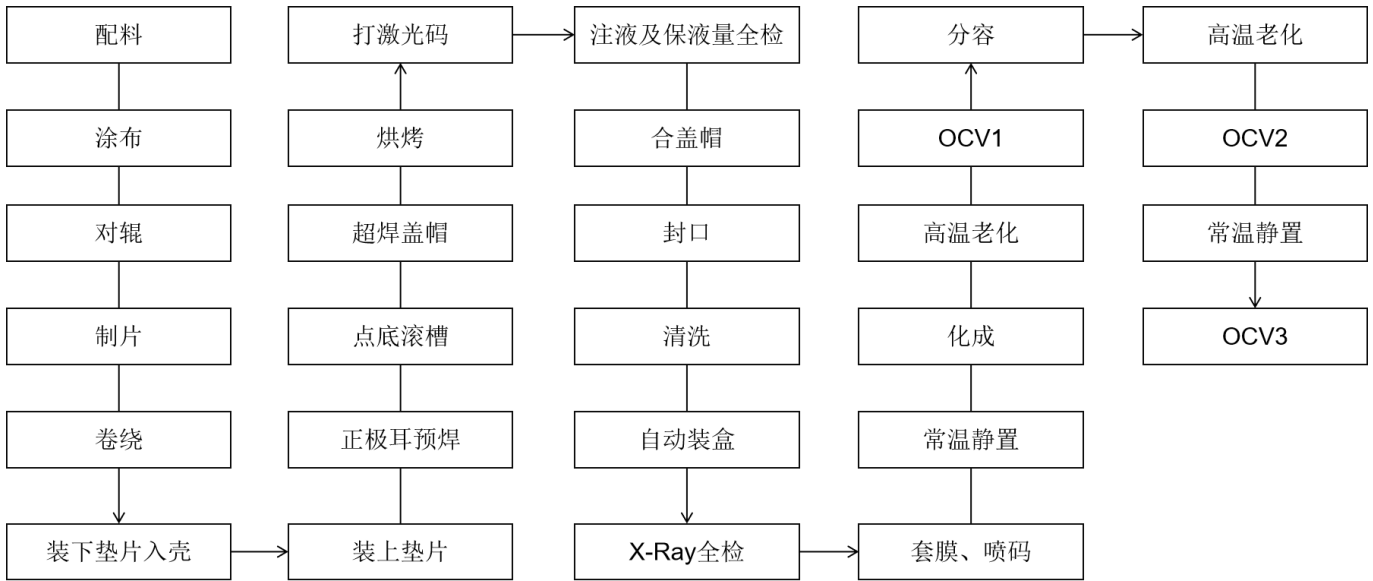 配料
涂布
对辊
制片
卷绕
装下垫片入壳
装上垫片
正极耳预焊
点底滚槽
超焊盖帽
烘烤
打激光码
注液及保液量全检
合盖帽
封口
清洗
自动装盒
X-Ray全检
套膜、喷码
常温静置
化成
高温老化
OCV1
分容
高温老化
OCV2
常温静置
OCV3